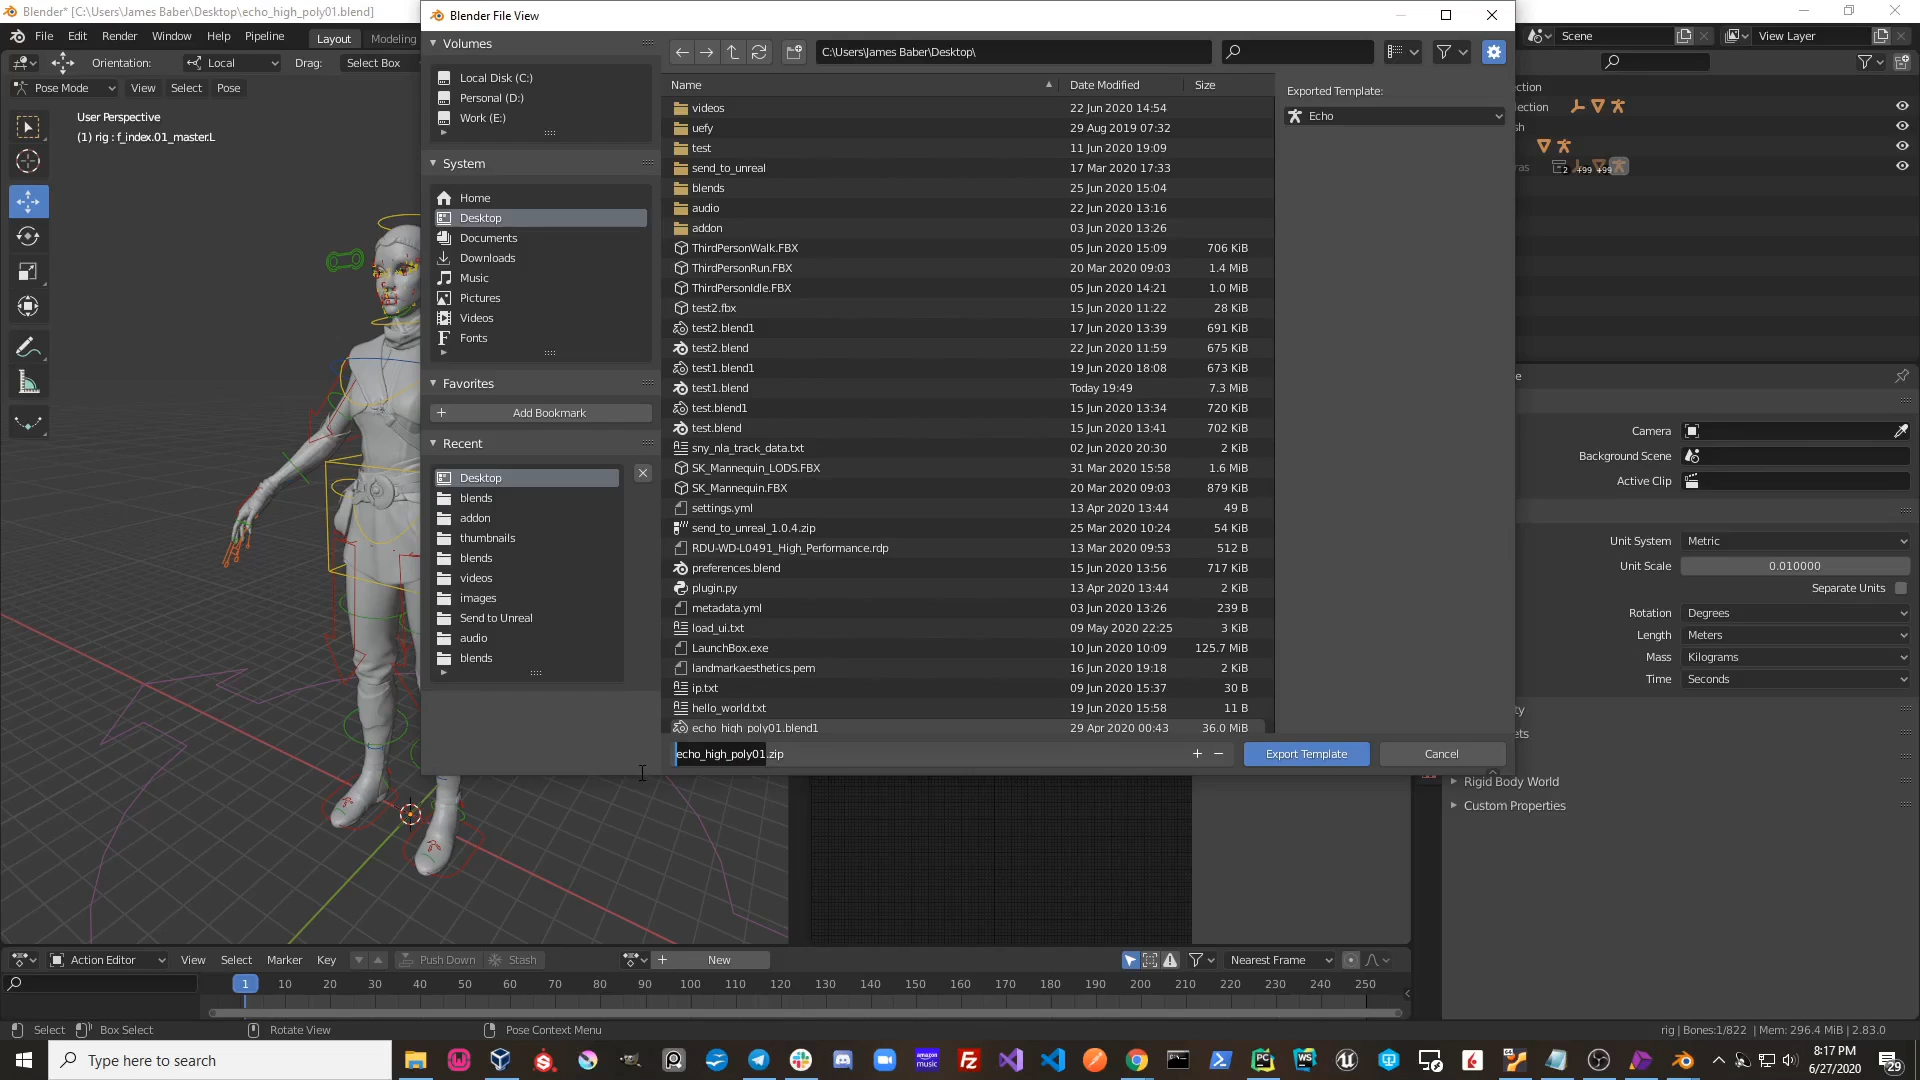 Blender* [C:\Users\James Baber\Desktop\echo_high_poly01.blend]
Blender File View
File Edit Render Window Help Pipeline Layout Modeling
Scene View Layer
Orientation: Local Drag: Select Box
Pose Mode View Select Pose
User Perspective
(1) rig : f_index.01_master.L
Volumes
Local Disk (C:)
Personal (D:)
Work (E:)
System
Home
Desktop
Documents
Downloads
Music
Pictures
Videos
Fonts
Favorites
Add Bookmark
Recent
Desktop
blends
addon
thumbnails
blends
videos
images
Send to Unreal
audio
blends
C:\Users\James Baber\Desktop\
Name Date Modified Size
videos 22 Jun 2020 14:54
uefy 29 Aug 2019 07:32
test 11 Jun 2020 19:09
send_to_unreal 17 Mar 2020 17:33
blends 25 Jun 2020 15:04
audio 22 Jun 2020 13:16
addon 03 Jun 2020 13:26
ThirdPersonWalk.FBX 05 Jun 2020 15:09 706 KiB
ThirdPersonRun.FBX 20 Mar 2020 09:03 1.4 MiB
ThirdPersonIdle.FBX 05 Jun 2020 14:21 1.0 MiB
test2.fbx 15 Jun 2020 11:22 28 KiB
test2.blend1 17 Jun 2020 13:39 691 KiB
test2.blend 22 Jun 2020 11:59 675 KiB
test1.blend1 19 Jun 2020 18:08 673 KiB
test1.blend Today 19:49 7.3 MiB
test.blend1 15 Jun 2020 13:34 720 KiB
test.blend 15 Jun 2020 13:41 702 KiB
sny_nla_track_data.txt 02 Jun 2020 20:30 2 KiB
SK_Mannequin_LODS.FBX 31 Mar 2020 15:58 1.6 MiB
SK_Mannequin.FBX 20 Mar 2020 09:03 879 KiB
settings.yml 13 Apr 2020 13:44 49 B
send_to_unreal_1.0.4.zip 25 Mar 2020 10:24 54 KiB
RDU-WD-L0491_High_Performance.rdp 13 Mar 2020 09:53 512 B
preferences.blend 15 Jun 2020 13:56 717 KiB
plugin.py 13 Apr 2020 13:44 2 KiB
metadata.yml 03 Jun 2020 13:26 239 B
load_ui.txt 09 May 2020 22:25 3 KiB
LaunchBox.exe 10 Jun 2020 10:09 125.7 MiB
landmarkaesthetics.pem 16 Jun 2020 19:18 2 KiB
ip.txt 09 Jun 2020 15:37 30 B
hello_world.txt 19 Jun 2020 15:58 11 B
echo_high_poly01.blend1 29 Apr 2020 00:43 36.0 MiB
echo_high_poly01.zip + − Export Template Cancel
Exported Template:
Echo
ction
llection
sh
ras 2 +99 +99
e
Camera
Background Scene
Active Clip
Unit System Metric
Unit Scale 0.010000
Separate Units
Rotation Degrees
Length Meters
Mass Kilograms
Time Seconds
ty
ets
Rigid Body World
Custom Properties
Action Editor View Select Marker Key Push Down Stash + New Nearest Frame
1 10 20 30 40 50 60 70 80 90 100 110 120 130 140 150 160 170 180 190 200 210 220 230 240 250
Select Box Select Rotate View Pose Context Menu rig | Bones:1/822 | Mem: 296.4 MiB | 2.83.0
Type here to search
amazon music
8:17 PM
6/27/2020
29